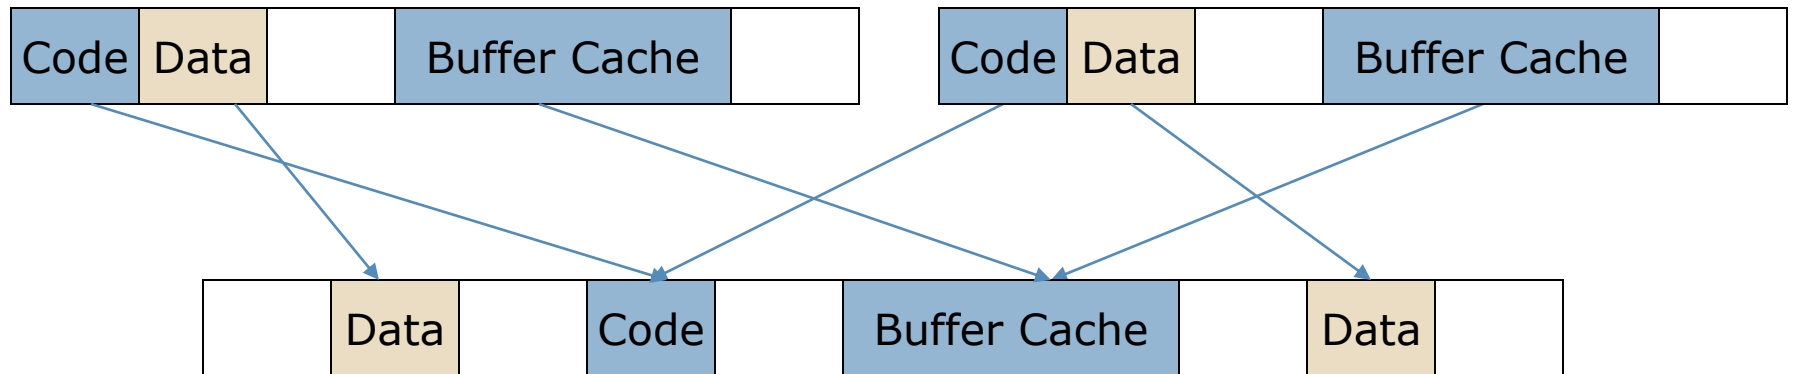 Code Data Buffer Cache Code Data Buffer Cache
Data Code Buffer Cache Data